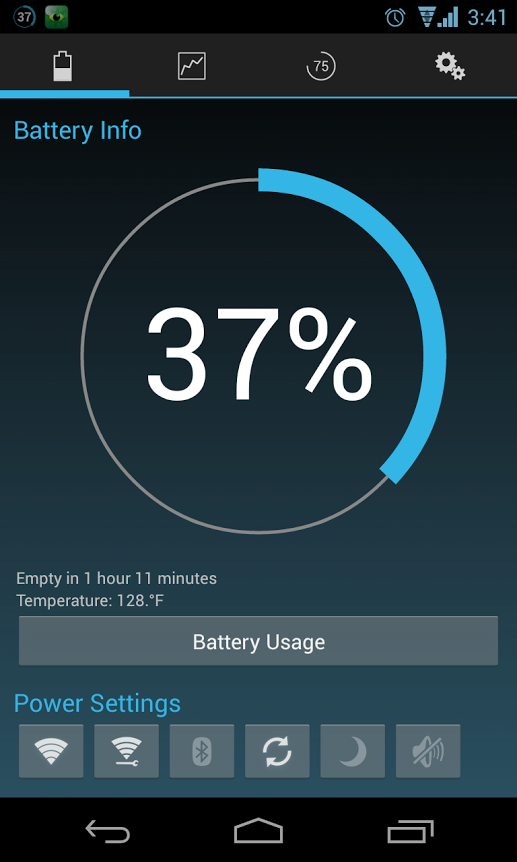 37 3:41
75
Battery Info
37%
Empty in 1 hour 11 minutes
Temperature: 128.°F
Battery Usage
Power Settings